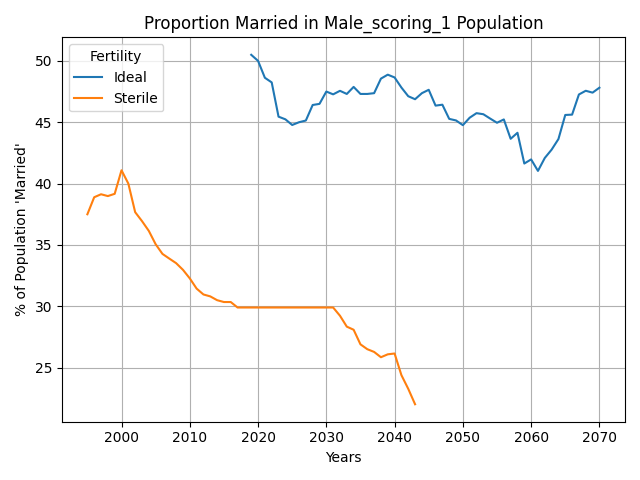 Proportion Married in Male_scoring_1 Population
Fertility
Ideal
Sterile
% of Population 'Married'
50
45
40
35
30
25
2000 2010 2020 2030 2040 2050 2060 2070
Years